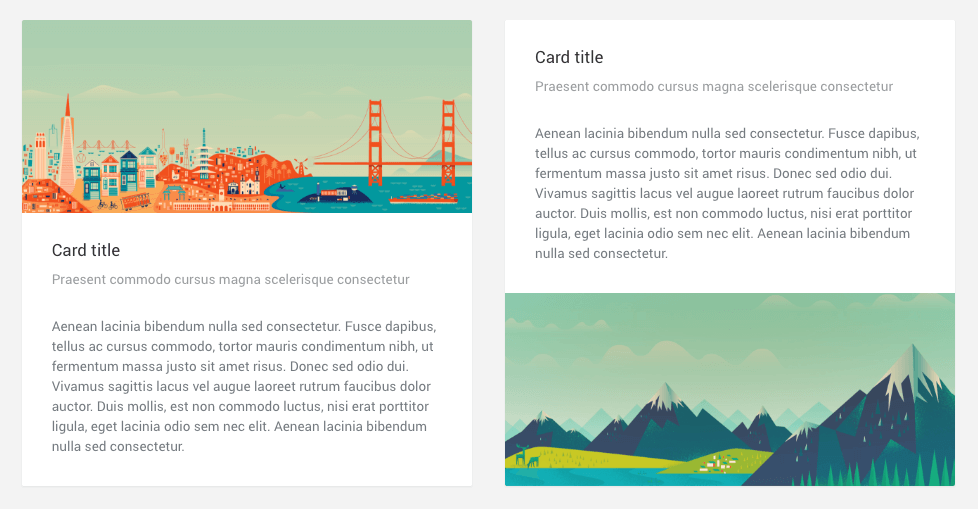 Card title
Praesent commodo cursus magna scelerisque consectetur
Aenean lacinia bibendum nulla sed consectetur. Fusce dapibus,
tellus ac cursus commodo, tortor mauris condimentum nibh, ut
fermentum massa justo sit amet risus. Donec sed odio dui.
Vivamus sagittis lacus vel augue laoreet rutrum faucibus dolor
auctor. Duis mollis, est non commodo luctus, nisi erat porttitor
ligula, eget lacinia odio sem nec elit. Aenean lacinia bibendum
nulla sed consectetur.
Card title
Praesent commodo cursus magna scelerisque consectetur
Aenean lacinia bibendum nulla sed consectetur. Fusce dapibus,
tellus ac cursus commodo, tortor mauris condimentum nibh, ut
fermentum massa justo sit amet risus. Donec sed odio dui.
Vivamus sagittis lacus vel augue laoreet rutrum faucibus dolor
auctor. Duis mollis, est non commodo luctus, nisi erat porttitor
ligula, eget lacinia odio sem nec elit. Aenean lacinia bibendum
nulla sed consectetur.